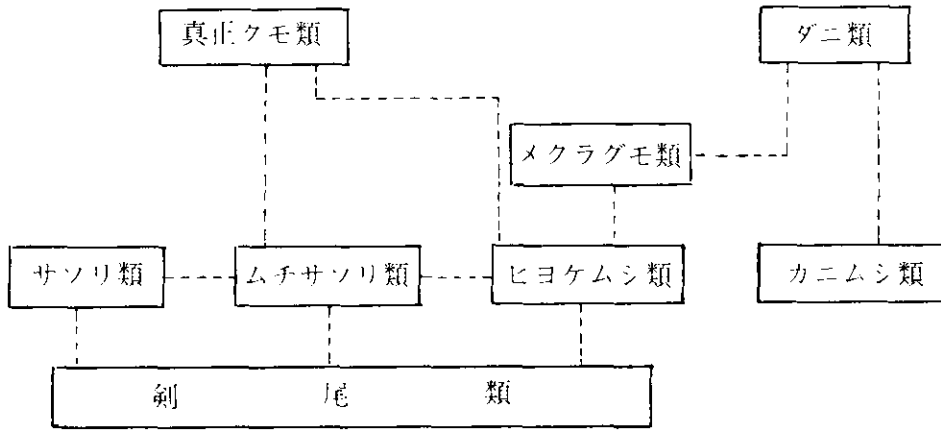 真正クモ類
ダニ類
メクラグモ類
サソリ類
ムチサソリ類
ヒヨケムシ類
カニムシ類
剣尾類